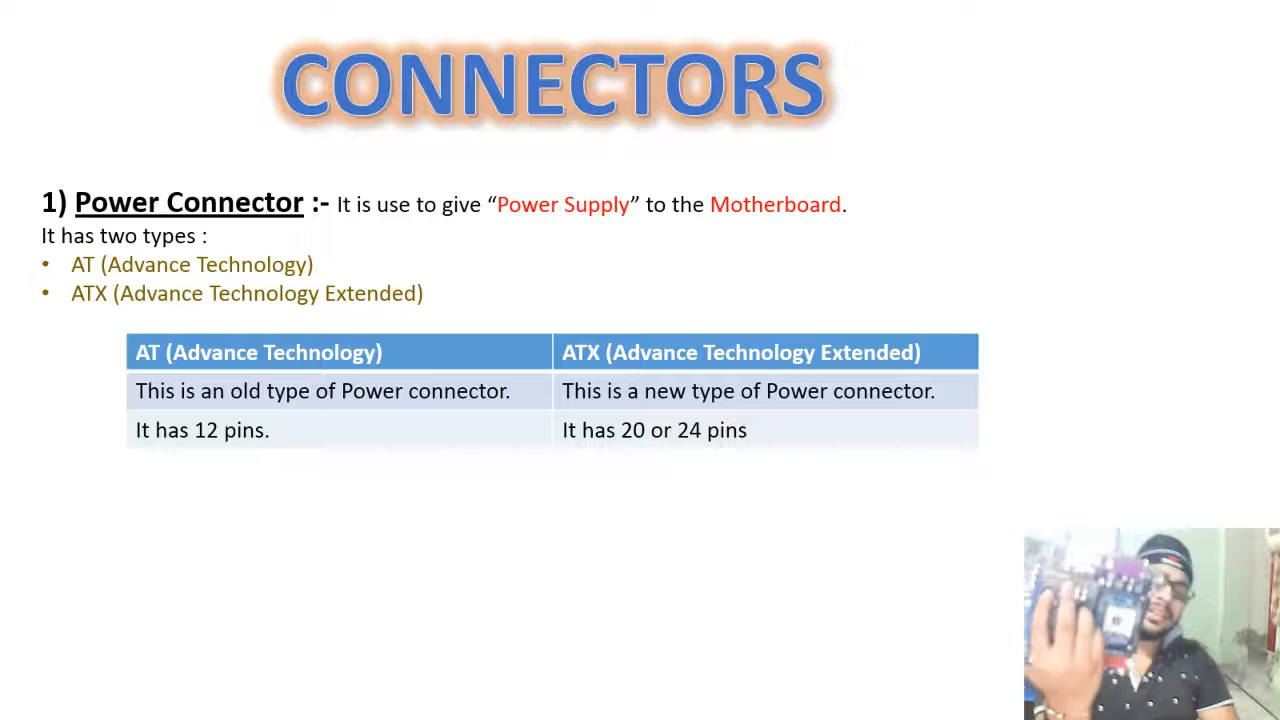 CONNECTORS
1) Power Connector :- It is use to give “Power Supply” to the Motherboard.
It has two types :
• AT (Advance Technology)
• ATX (Advance Technology Extended)
AT (Advance Technology) ATX (Advance Technology Extended)
This is an old type of Power connector. This is a new type of Power connector.
It has 12 pins. It has 20 or 24 pins